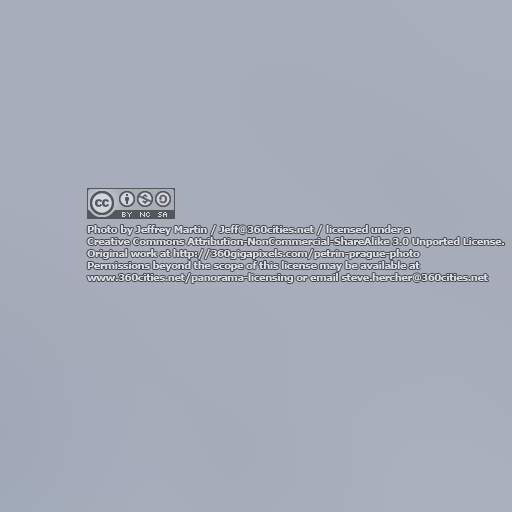 cc
BY NC SA
Photo by Jeffrey Martin / Jeff@360cities.net / licensed under a
Creative Commons Attribution-NonCommercial-ShareAlike 3.0 Unported License.
Original work at http://360gigapixels.com/petrin-prague-photo
Permissions beyond the scope of this license may be available at
www.360cities.net/panorama-licensing or email steve.hercher@360cities.net